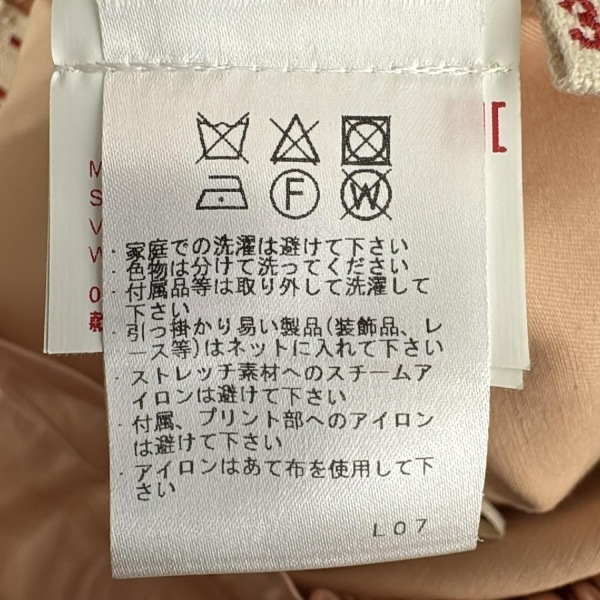 F
W
・家庭での洗濯は避けて下さい
・色物は分けて洗ってください
・付属品等は取り外して洗濯して
下さい
・引っ掛かり易い製品(装飾品、レ
ース等)はネットに入れて下さい
・ストレッチ素材へのスチームア
イロンは避けて下さい
・付属、プリント部へのアイロン
は避けて下さい
・アイロンはあて布を使用して下
さい
L07
M
S
V
W
0